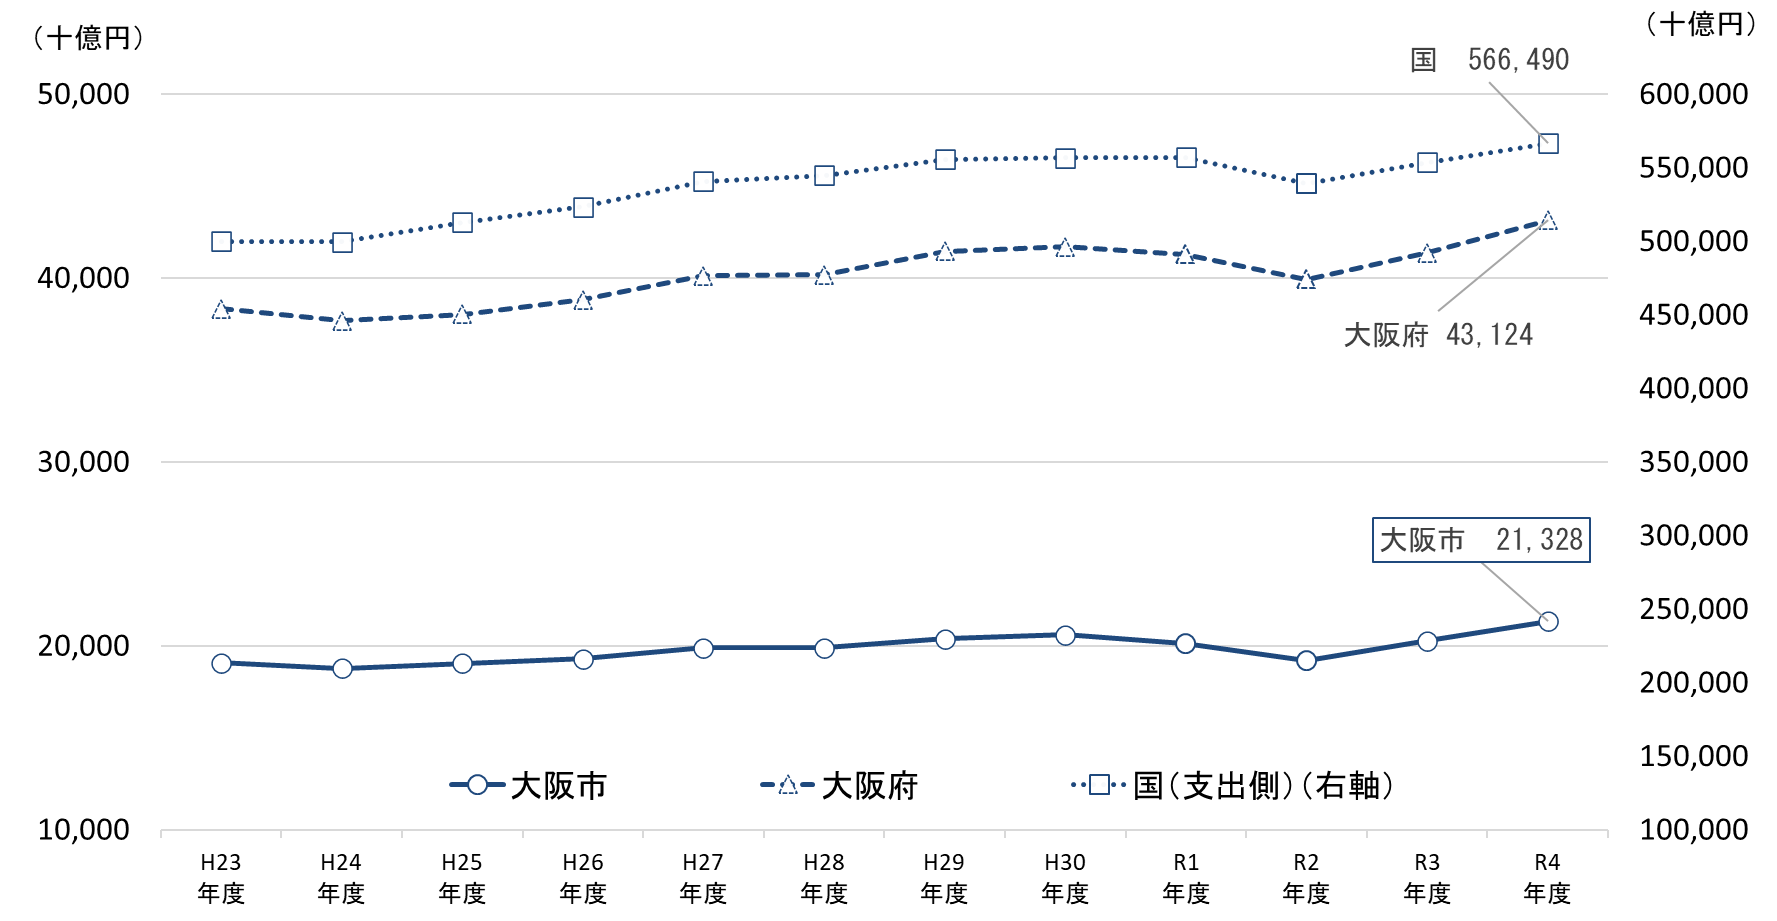 （十億円）
（十億円）
国　566,490
50,000
600,000
550,000
500,000
40,000
450,000
大阪府 43,124
400,000
30,000
350,000
大阪市　21,328
300,000
250,000
20,000
200,000
150,000
大阪市
大阪府
国（支出側）（右軸）
10,000
100,000
H23 H24 H25 H26 H27 H28 H29 H30 R1 R2 R3 R4
年度 年度 年度 年度 年度 年度 年度 年度 年度 年度 年度 年度